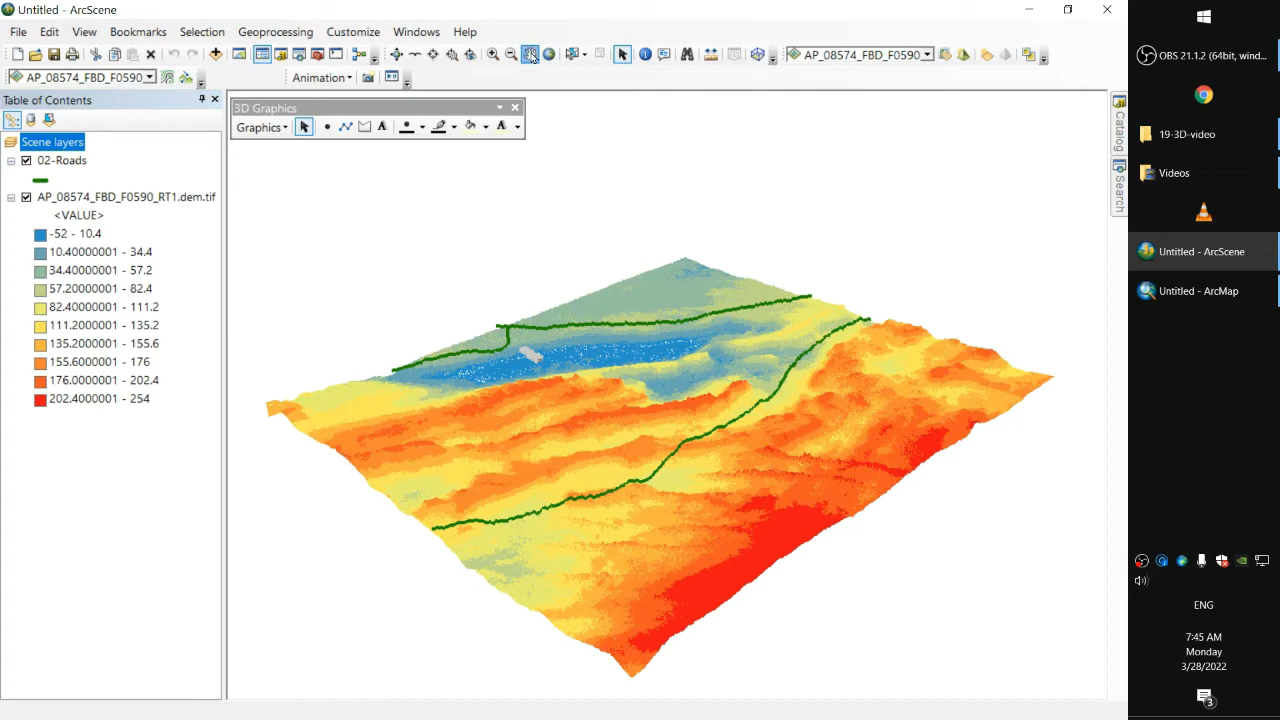 Untitled - ArcScene
File Edit View Bookmarks Selection Geoprocessing Customize Windows Help
AP_08574_FBD_F0590
AP_08574_FBD_F0590
Animation
Table of Contents
Scene layers
02-Roads
AP_08574_FBD_F0590_RT1.dem.tif
<VALUE>
-52 - 10.4
10.40000001 - 34.4
34.40000001 - 57.2
57.20000001 - 82.4
82.40000001 - 111.2
111.2000001 - 135.2
135.2000001 - 155.6
155.6000001 - 176
176.0000001 - 202.4
202.4000001 - 254
3D Graphics
Graphics
A
A
Catalog
Search
OBS 21.1.2 (64bit, wind...
19-3D-video
Videos
Untitled - ArcScene
Untitled - ArcMap
ENG
7:45 AM
Monday
3/28/2022
3